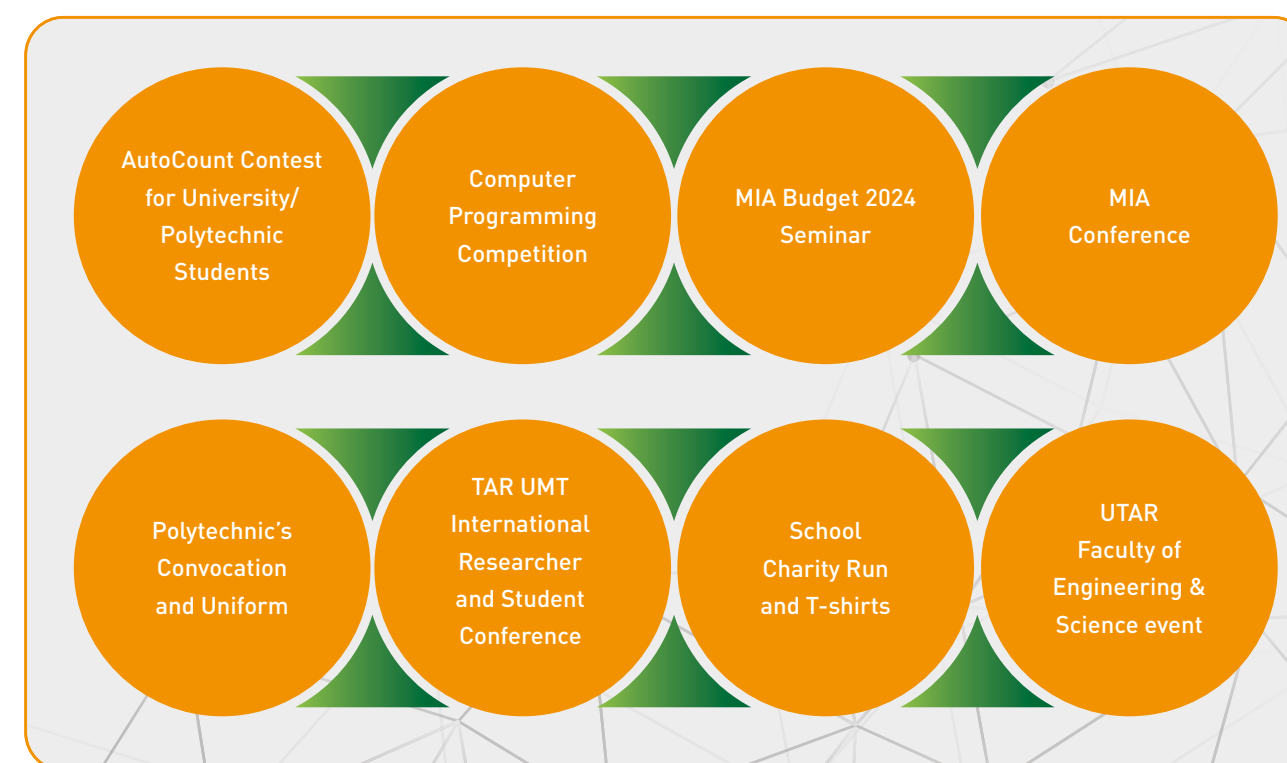 AutoCount Contest
for University/
Polytechnic
Students
Computer
Programming
Competition
MIA Budget 2024
Seminar
MIA
Conference
Polytechnic’s
Convocation
and Uniform
TAR UMT
International
Researcher
and Student
Conference
School
Charity Run
and T-shirts
UTAR
Faculty of
Engineering &
Science event